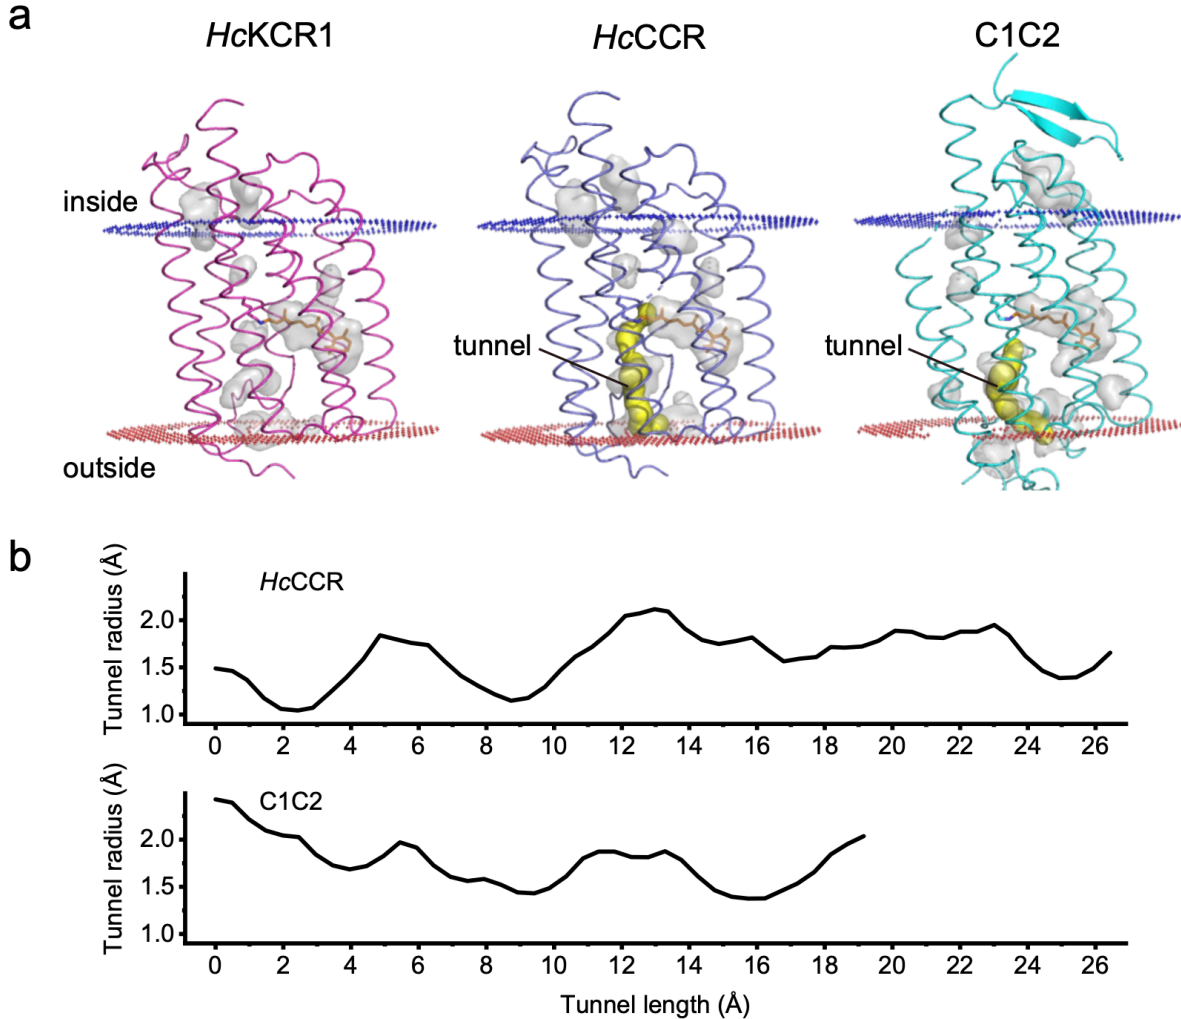 a
HcKCR1
HcCCR
C1C2
inside
tunnel
tunnel
outside
b
Tunnel radius (Å)
HcCCR
2.0
1.5
1.0
0 2 4 6 8 10 12 14 16 18 20 22 24 26
Tunnel radius (Å)
C1C2
2.0
1.5
1.0
0 2 4 6 8 10 12 14 16 18 20 22 24 26
Tunnel length (Å)